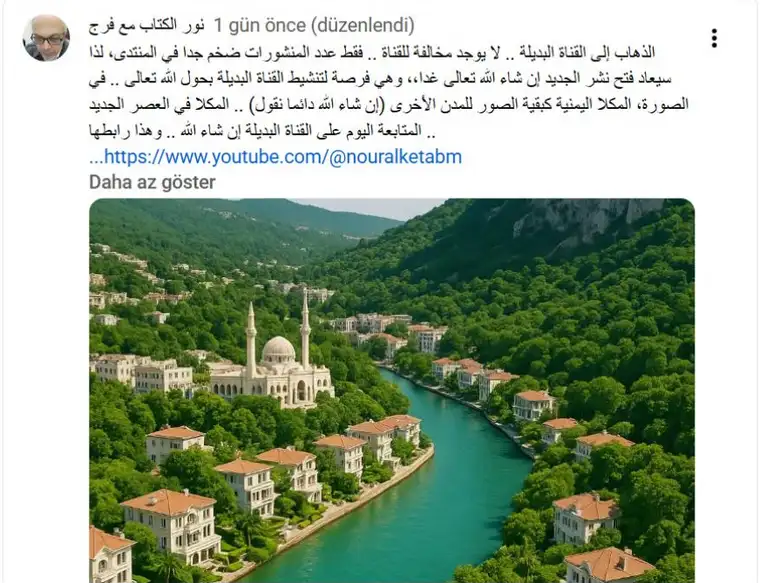 نور الكتاب مع فرج 1 gün önce (düzenlendi)
الذهاب إلى القناة البديلة .. لا يوجد مخالفة للقناة .. فقط عدد المنشورات ضخم جدا في المنتدى، لذا
سيعاد فتح نشر الجديد إن شاء الله تعالى غدا،، وهي فرصة لتنشيط القناة البديلة بحول الله تعالى .. في
الصورة، المكلا اليمنية كبقية الصور للمدن الأخرى (إن شاء الله دائما نقول) .. المكلا في العصر الجديد
.. المتابعة اليوم على القناة البديلة إن شاء الله .. وهذا رابطها
...https://www.youtube.com/@nouralketabm
Daha az göster